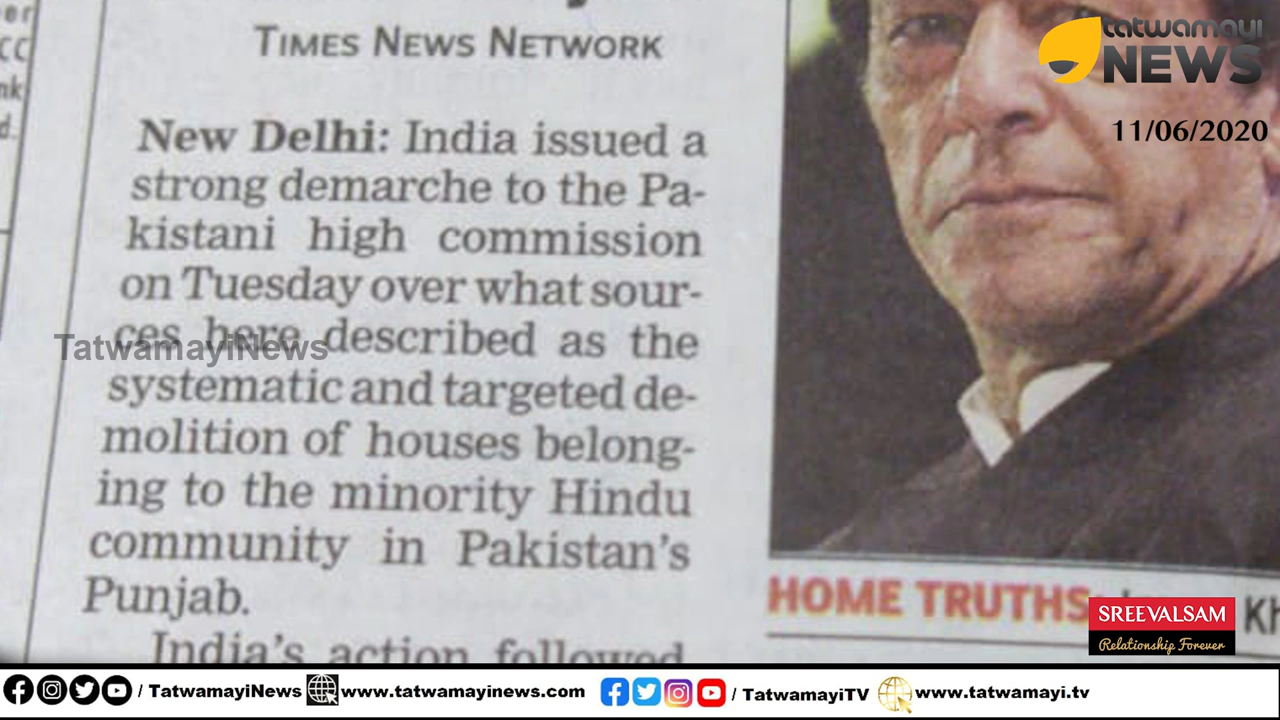 TIMES NEWS NETWORK
New Delhi: India issued a
strong demarche to the Pa-
kistani high commission
on Tuesday over what sour-
ces here described as the
systematic and targeted de-
molition of houses belong-
ing to the minority Hindu
community in Pakistan's
Punjab.
India's action followed
TatwamayiNews
tatwamayi
NEWS
11/06/2020
HOME TRUTHS:
SREEVALSAM
Relationship Forever
/ TatwamayiNews www.tatwamayinews.com / TatwamayiTV www.tatwamayi.tv